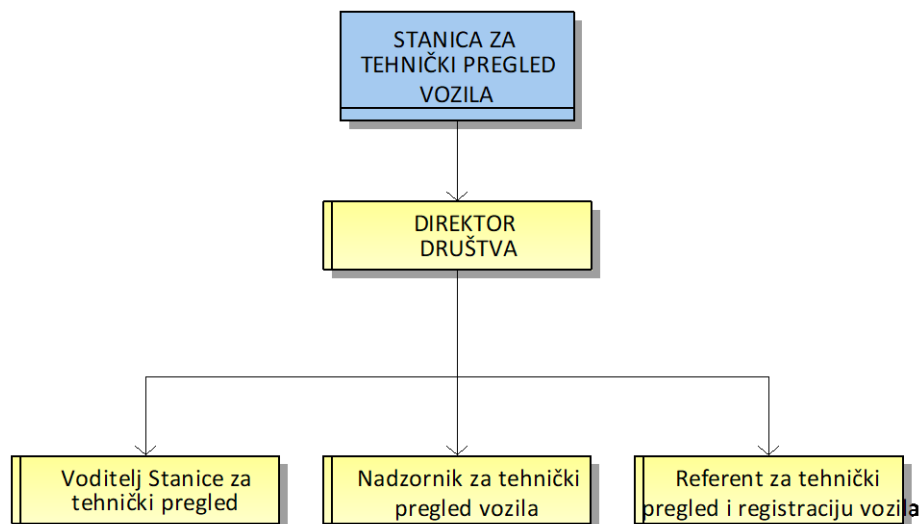 STANICA ZA
TEHNIČKI PREGLED
VOZILA
DIREKTOR
DRUŠTVA
Voditelj Stanice za
tehnički pregled
Nadzornik za tehnički
pregled vozila
Referent za tehnički
pregled i registraciju vozila